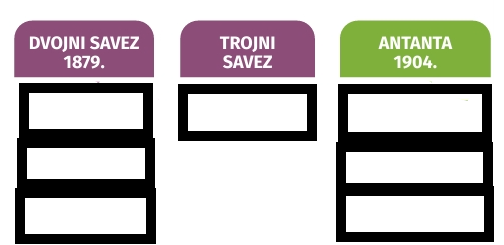 DVOJNI SAVEZ
1879.
TROJNI
SAVEZ
ANTANTA
1904.